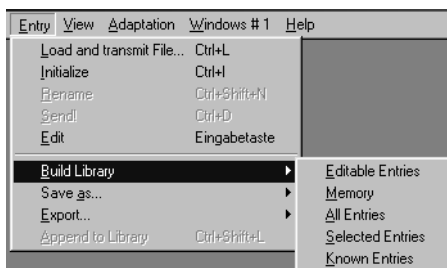 Entry View Adaptation Windows # 1 Help
Load and transmit File... Ctrl+L
Initialize Ctrl+I
Rename Ctrl+Shift+N
Send! Ctrl+D
Edit Eingabetaste
Build Library
Save as...
Export...
Append to Library Ctrl+Shift+L
Editable Entries
Memory
All Entries
Selected Entries
Known Entries